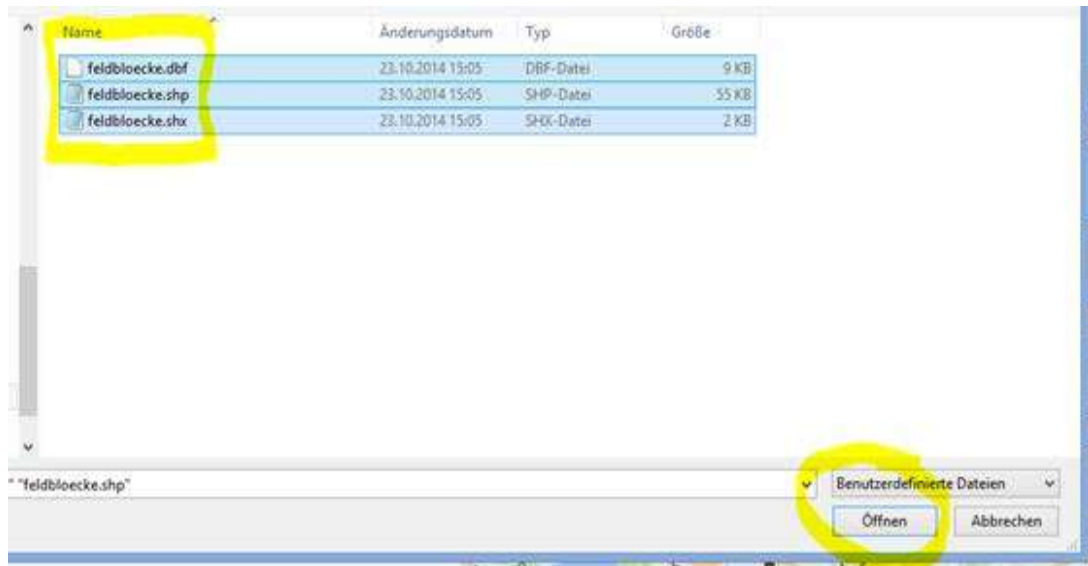 Name Änderungsdatum Typ Größe
feldbloecke.dbf 23.10.2014 15:05 DBF-Datei 9 KB
feldbloecke.shp 23.10.2014 15:05 SHP-Datei 55 KB
feldbloecke.shx 23.10.2014 15:05 SHX-Datei 2 KB
" "feldbloecke.shp" Benutzerdefinierte Dateien
Öffnen Abbrechen